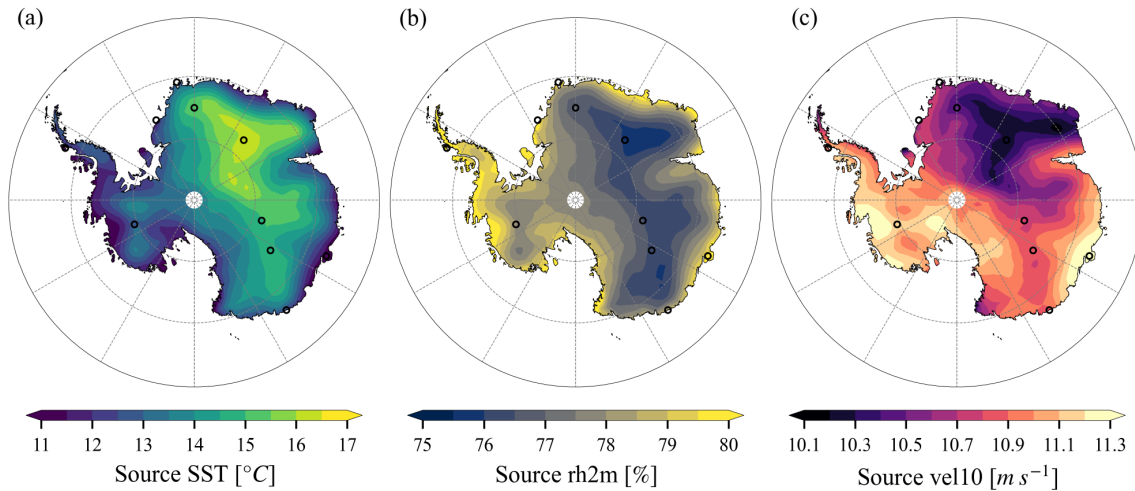 (a)
(b)
(c)
11 12 13 14 15 16 17
75 76 77 78 79 80
10.1 10.3 10.5 10.7 10.9 11.1 11.3
Source SST [°C]
Source rh2m [%]
Source vel10 [m s⁻¹]